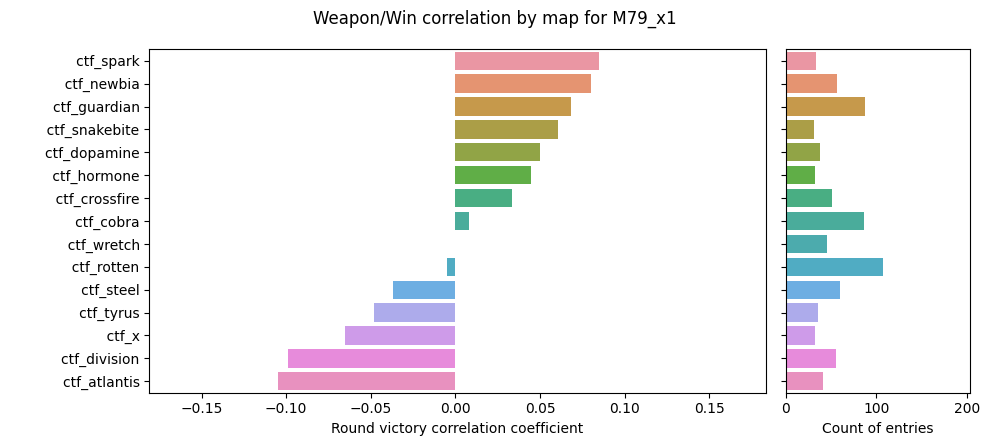 Weapon/Win correlation by map for M79_x1
ctf_spark
ctf_newbia
ctf_guardian
ctf_snakebite
ctf_dopamine
ctf_hormone
ctf_crossfire
ctf_cobra
ctf_wretch
ctf_rotten
ctf_steel
ctf_tyrus
ctf_x
ctf_division
ctf_atlantis
−0.15 −0.10 −0.05 0.00 0.05 0.10 0.15
0 100 200
Round victory correlation coefficient
Count of entries